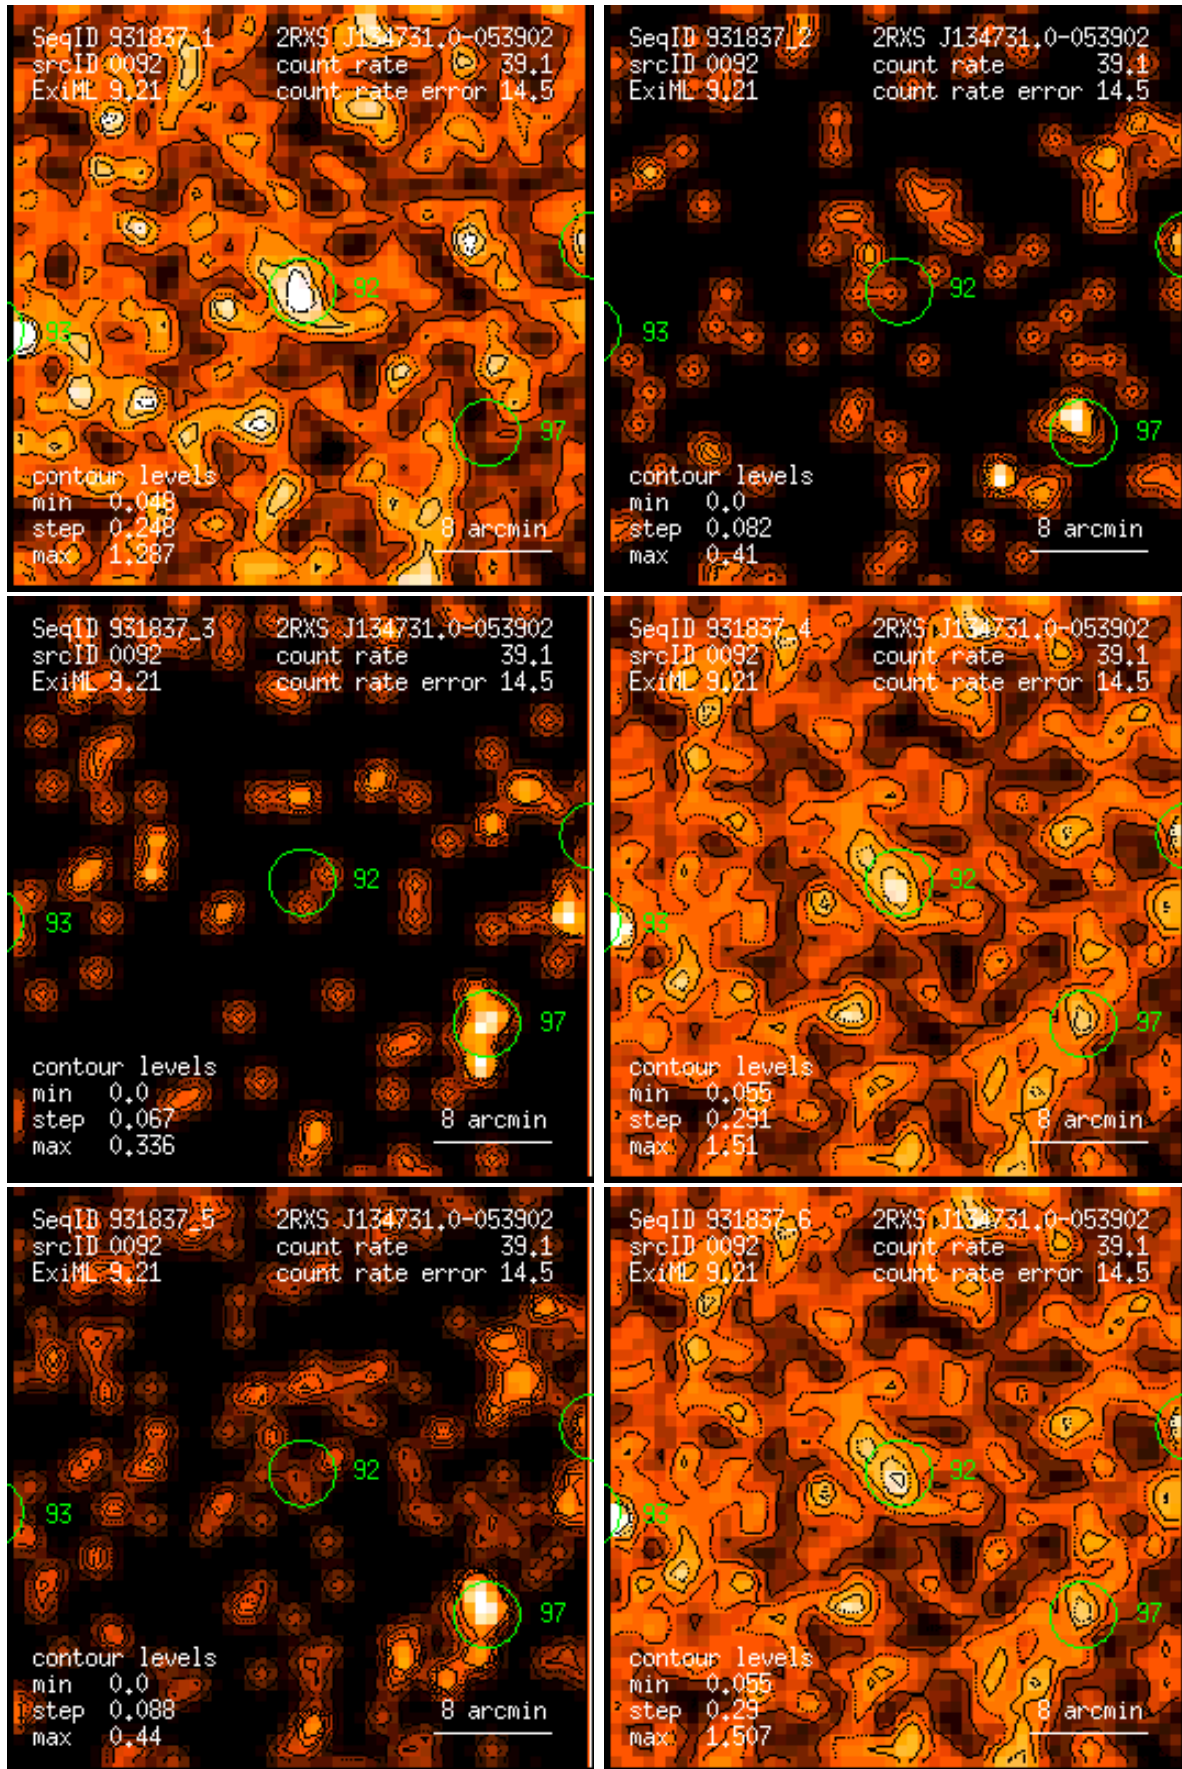 SeqID 931837_1 2RXS J134731.0-053902
srcID 0092 count rate 39.1
ExiML 9.21 count rate error 14.5
92
93
97
contour levels
min 0.048
step 0.248 8 arcmin
max 1.287
SeqID 931837_2 2RXS J134731.0-053902
srcID 0092 count rate 39.1
ExiML 9.21 count rate error 14.5
92
93
97
contour levels
min 0.0
step 0.082 8 arcmin
max 0.41
SeqID 931837_3 2RXS J134731.0-053902
srcID 0092 count rate 39.1
ExiML 9.21 count rate error 14.5
92
93
97
contour levels
min 0.0
step 0.067 8 arcmin
max 0.336
SeqID 931837_4 2RXS J134731.0-053902
srcID 0092 count rate 39.1
ExiML 9.21 count rate error 14.5
92
93
97
contour levels
min 0.055
step 0.291 8 arcmin
max 1.51
SeqID 931837_5 2RXS J134731.0-053902
srcID 0092 count rate 39.1
ExiML 9.21 count rate error 14.5
92
93
97
contour levels
min 0.0
step 0.088 8 arcmin
max 0.44
SeqID 931837_6 2RXS J134731.0-053902
srcID 0092 count rate 39.1
ExiML 9.21 count rate error 14.5
92
93
97
contour levels
min 0.055
step 0.29 8 arcmin
max 1.507